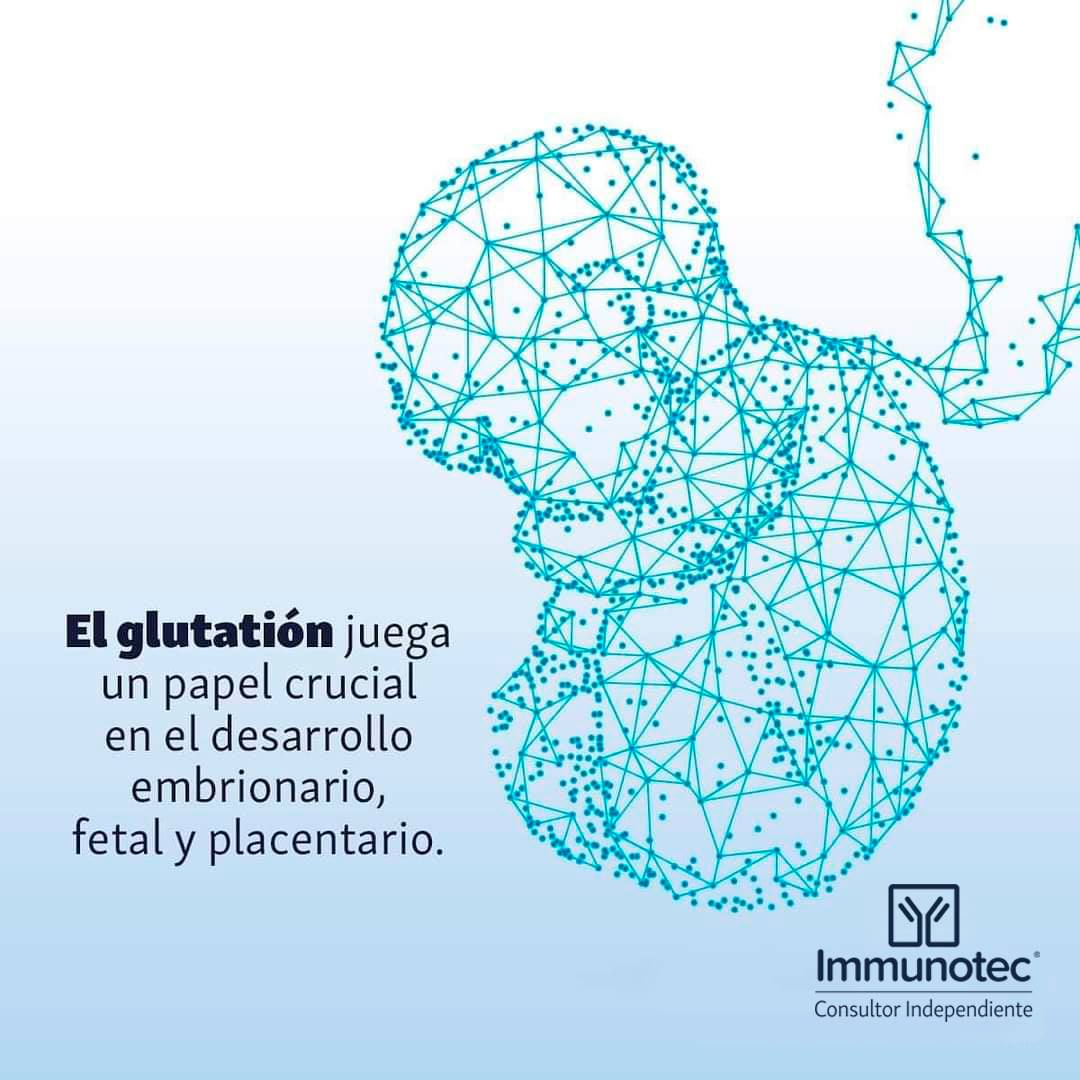 El glutatión juega
un papel crucial
en el desarrollo
embrionario,
fetal y placentario.
Immunotec®
Consultor Independiente